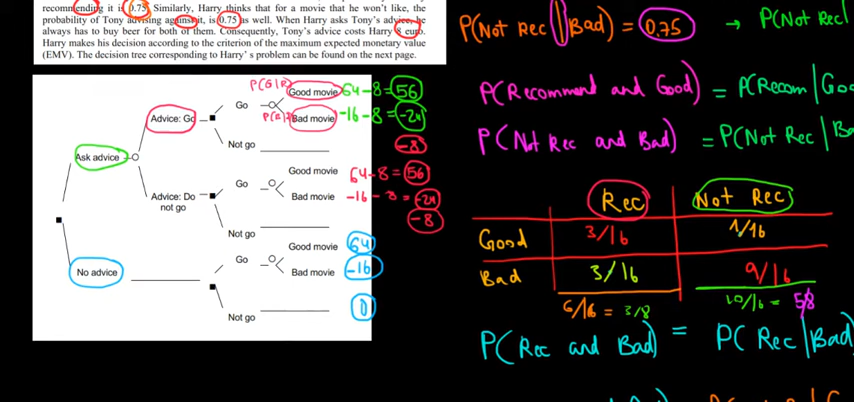 recommending it is 0.75 Similarly, Harry thinks that for a movie that he won't like, the
probability of Tony advising against it, is 0.75 as well. When Harry asks Tony's advice, he
always has to buy beer for both of them. Consequently, Tony's advice costs Harry 8 euro.
Harry makes his decision according to the criterion of the maximum expected monetary value
(EMV). The decision tree corresponding to Harry's problem can be found on the next page.
Good movie 64-8=56
Go
Advice: Go
Bad movie -16-8=-24
Not go -8
Ask advice
Good movie 64-8=56
Go
Advice: Do not go
Bad movie -16-8=-24
Not go -8
Good movie 64
Go
No advice
Bad movie -16
Not go 0
P(Not Rec | Bad) = 0.75 → P(Not Rec|
P(Recommend and Good) = P(Recom | Goo
P(Not Rec and Bad) = P(Not Rec | Ba
Rec Not Rec
Good 3/16 1/16
Bad 3/16 9/16
6/16 = 3/8 10/16 = 5/8
P(Rec and Bad) = P(Rec | Bad)